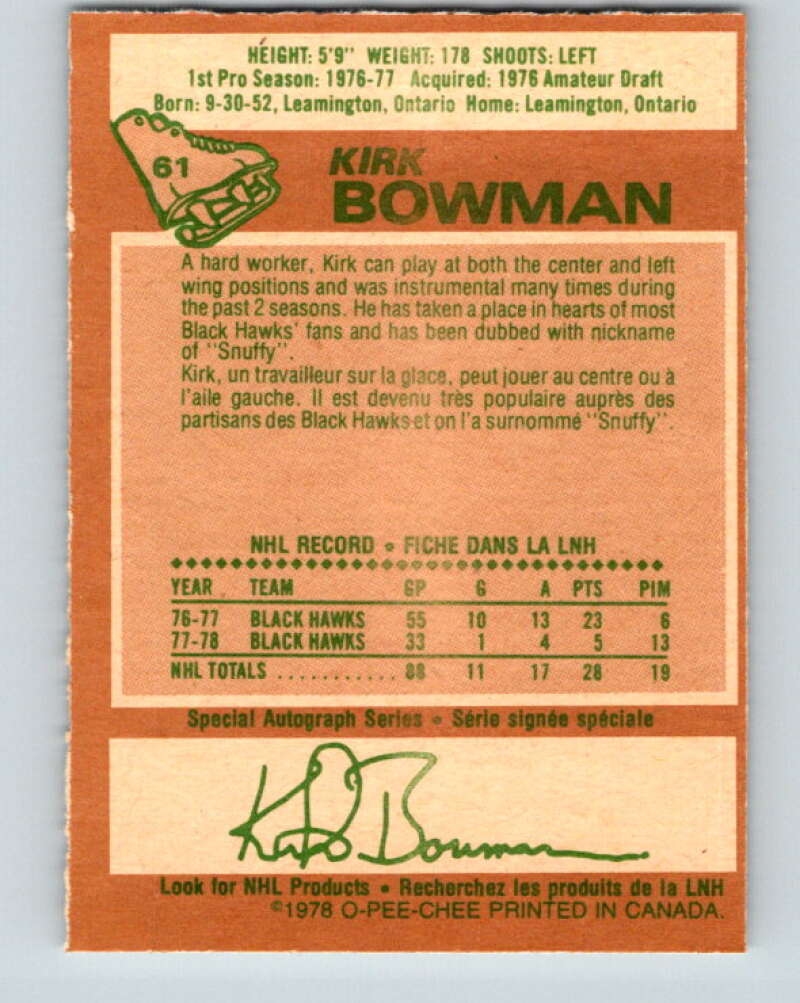 HEIGHT: 5'9" WEIGHT: 178 SHOOTS: LEFT
1st Pro Season: 1976-77 Acquired: 1976 Amateur Draft
Born: 9-30-52, Leamington, Ontario Home: Leamington, Ontario
61
KIRK
BOWMAN
A hard worker, Kirk can play at both the center and left
wing positions and was instrumental many times during
the past 2 seasons. He has taken a place in hearts of most
Black Hawks' fans and has been dubbed with nickname
of "Snuffy".
Kirk, un travailleur sur la glace, peut jouer au centre ou à
l'aile gauche. Il est devenu très populaire auprès des
partisans des Black Hawks et on l'a surnommé "Snuffy".
NHL RECORD • FICHE DANS LA LNH
YEAR TEAM GP G A PTS PIM
76-77 BLACK HAWKS 55 10 13 23 6
77-78 BLACK HAWKS 33 1 4 5 13
NHL TOTALS ........... 88 11 17 28 19
Special Autograph Series • Série signée spéciale
Kirk Bowman
Look for NHL Products • Recherchez les produits de la LNH
©1978 O-PEE-CHEE PRINTED IN CANADA.